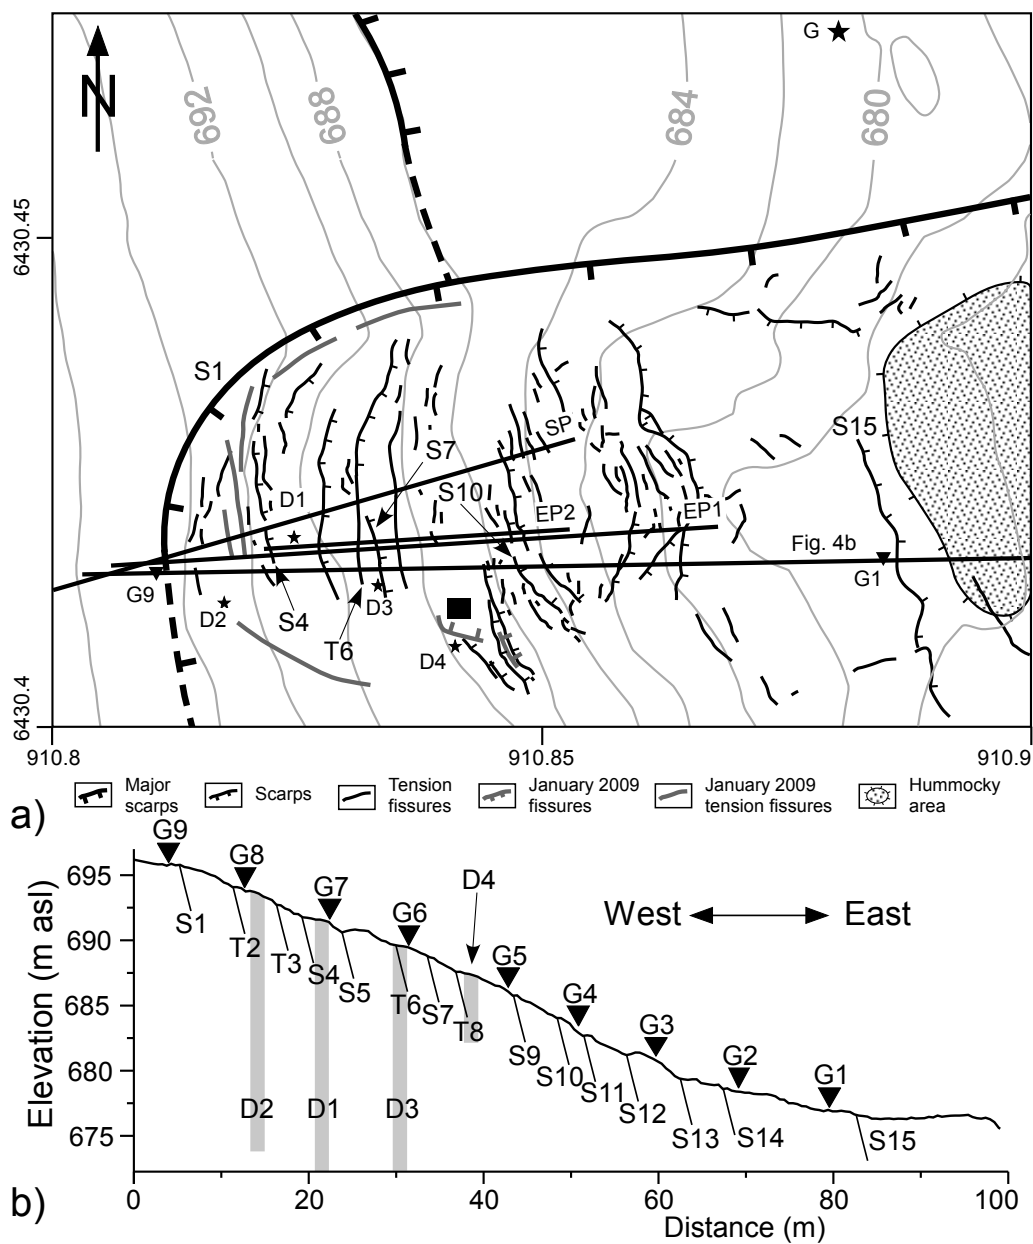 G
N
692
688
684
680
6430.45
S1
S15
SP
S7
D1
S10
EP2
EP1
Fig. 4b
G9
G1
D2
S4
D3
T6
D4
6430.4
910.8
910.85
910.9
Major scarps
Scarps
Tension fissures
January 2009 fissures
January 2009 tension fissures
Hummocky area
a)
G9
G8
G7
D4
695
G6
West
East
S1
G5
690
T2
T3
S4
S5
G4
T6
S7
T8
G3
685
S9
G2
S10
S11
G1
680
S12
D2
D1
D3
S13
S14
S15
675
Elevation (m asl)
0
20
40
60
80
100
b)
Distance (m)